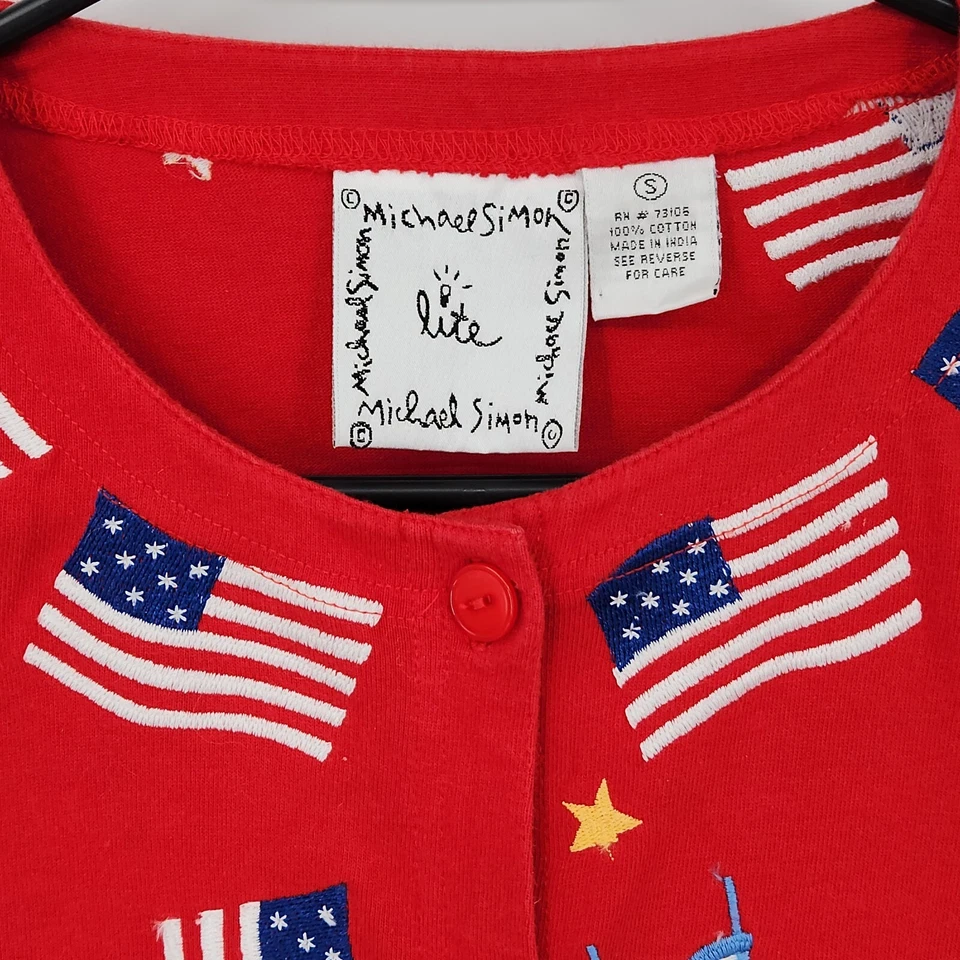 © Michael Simon ©
Michael Simon
Michael Simon
lite
© Michael Simon ©
S
RN # 73106
100% COTTON
MADE IN INDIA
SEE REVERSE
FOR CARE